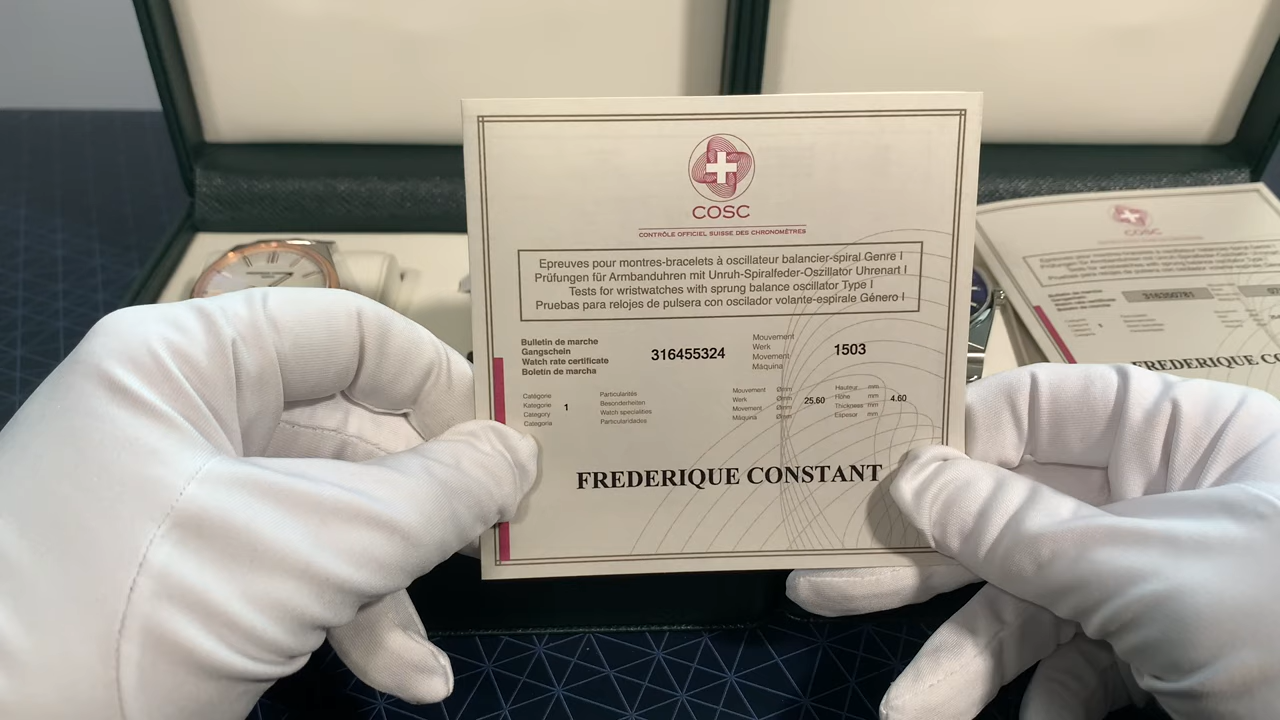 COSC
CONTRÔLE OFFICIEL SUISSE DES CHRONOMÈTRES
Epreuves pour montres-bracelets à oscillateur balancier-spiral Genre I
Prüfungen für Armbanduhren mit Unruh-Spiralfeder-Oszillator Uhrenart I
Tests for wristwatches with sprung balance oscillator Type I
Pruebas para relojes de pulsera con oscilador volante-espirale Género I
Bulletin de marche
Gangschein
Watch rate certificate
Boletín de marcha
316455324
Mouvement
Werk
Movement
Máquina
1503
Catégorie
Kategorie
Category
Categoria
1
Particularités
Besonderheiten
Watch specialities
Particularidades
Mouvement Ømm
Werk Ømm
Movement Ømm
Máquina Ømm
25.60
Hauteur mm
Höhe mm
Thickness mm
Espesor mm
4.60
FREDERIQUE CONSTANT
COSC
316350781
FREDERIQUE CO